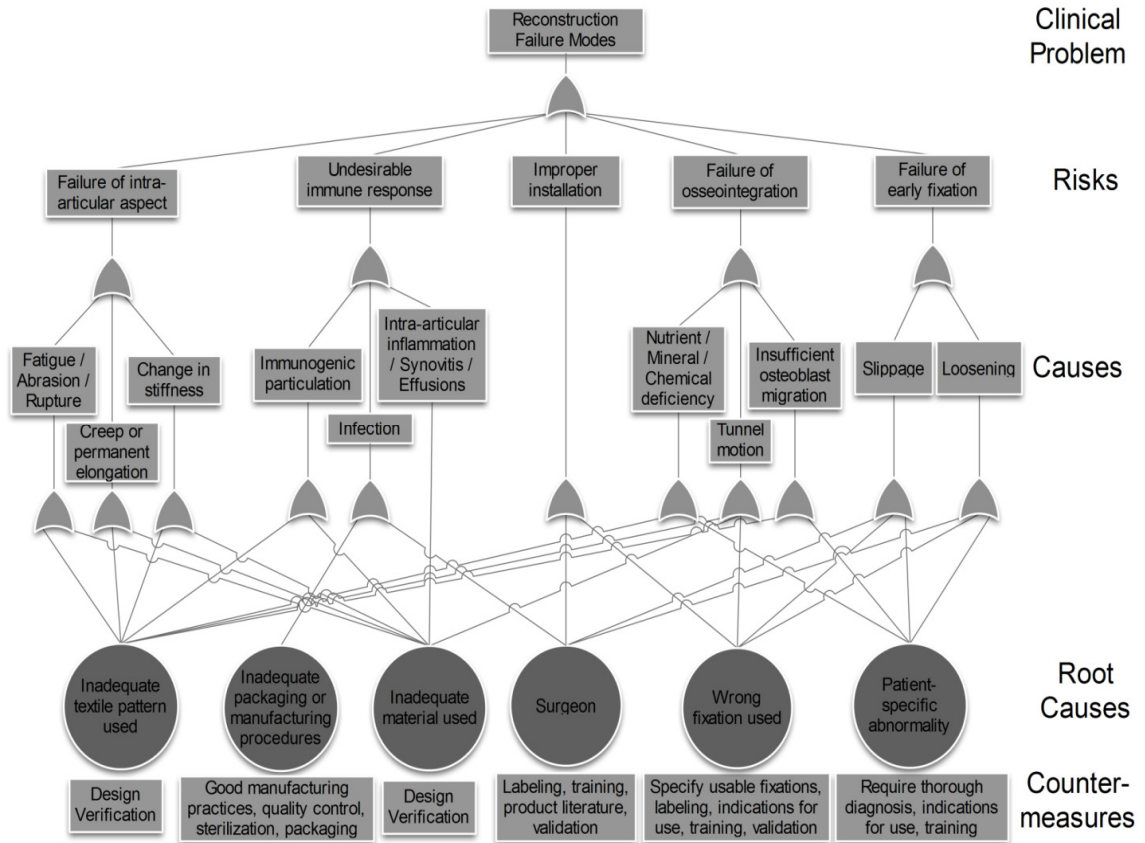 Reconstruction
Failure Modes
Clinical
Problem
Failure of intra-
articular aspect
Undesirable
immune response
Improper
installation
Failure of
osseointegration
Failure of
early fixation
Risks
Fatigue /
Abrasion /
Rupture
Creep or
permanent
elongation
Change in
stiffness
Immunogenic
particulation
Infection
Intra-articular
inflammation
/ Synovitis /
Effusions
Nutrient /
Mineral /
Chemical
deficiency
Tunnel
motion
Insufficient
osteoblast
migration
Slippage
Loosening
Causes
Inadequate
textile pattern
used
Inadequate
packaging or
manufacturing
procedures
Inadequate
material used
Surgeon
Wrong
fixation used
Patient-
specific
abnormality
Root
Causes
Design
Verification
Good manufacturing
practices, quality control,
sterilization, packaging
Design
Verification
Labeling, training,
product literature,
validation
Specify usable fixations,
labeling, indications for
use, training, validation
Require thorough
diagnosis, indications
for use, training
Counter-
measures